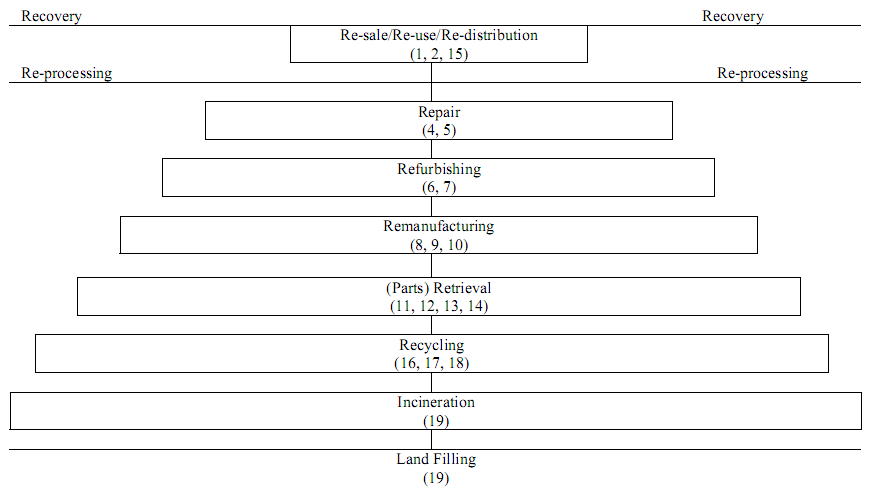 Recovery Recovery
Re-sale/Re-use/Re-distribution
(1, 2, 15)
Re-processing Re-processing
Repair
(4, 5)
Refurbishing
(6, 7)
Remanufacturing
(8, 9, 10)
(Parts) Retrieval
(11, 12, 13, 14)
Recycling
(16, 17, 18)
Incineration
(19)
Land Filling
(19)